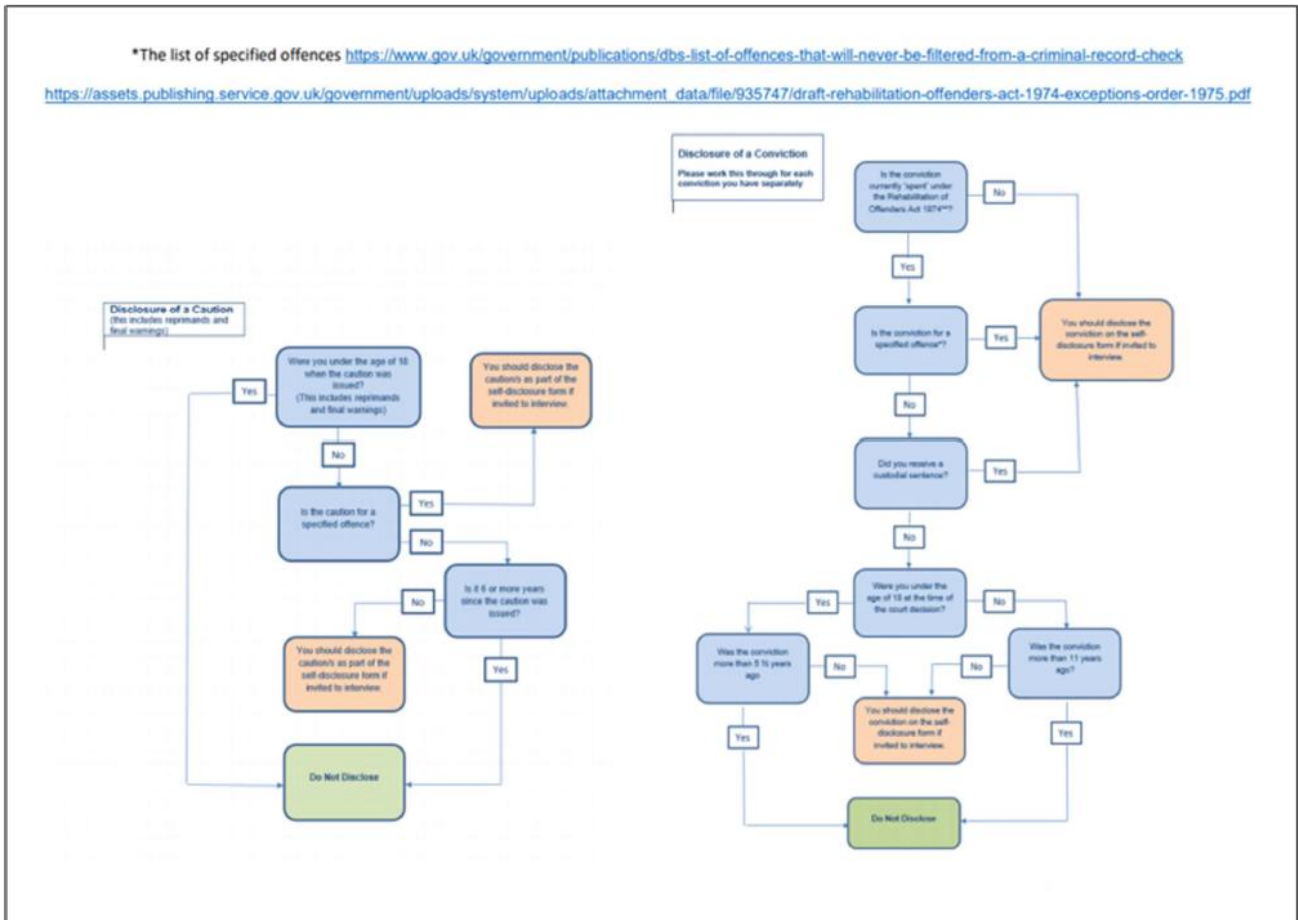 *The list of specified offences https://www.gov.uk/government/publications/dbs-list-of-offences-that-will-never-be-filtered-from-a-criminal-record-check
https://assets.publishing.service.gov.uk/government/uploads/system/uploads/attachment_data/file/935747/draft-rehabilitation-offenders-act-1974-exceptions-order-1975.pdf
Disclosure of a Caution
(this includes reprimands and
final warnings)
Were you under the age of 18
when the caution was
issued?
(This includes reprimands
and final warnings)
Yes
No
You should disclose the
caution/s as part of the
self-disclosure form if
invited to interview.
Is the caution for a
specified offence?
Yes
No
Is it 6 or more years
since the caution was
issued?
No
Yes
You should disclose the
caution/s as part of the
self-disclosure form if
invited to interview.
Do Not Disclose
Disclosure of a Conviction
Please work this through for each
conviction you have separately
Is the conviction
currently 'spent' under
the Rehabilitation of
Offenders Act 1974**?
No
Yes
Is the conviction for a
specified offence*?
Yes
No
You should disclose the
conviction on the self-
disclosure form if invited to
interview.
Did you receive a
custodial sentence?
Yes
No
Were you under the
age of 18 at the time of
the court decision?
Yes
No
Was the conviction
more than 5 ½ years
ago
No
Yes
Was the conviction
more than 11 years
ago?
No
Yes
You should disclose the
conviction on the self-
disclosure form if
invited to interview.
Do Not Disclose